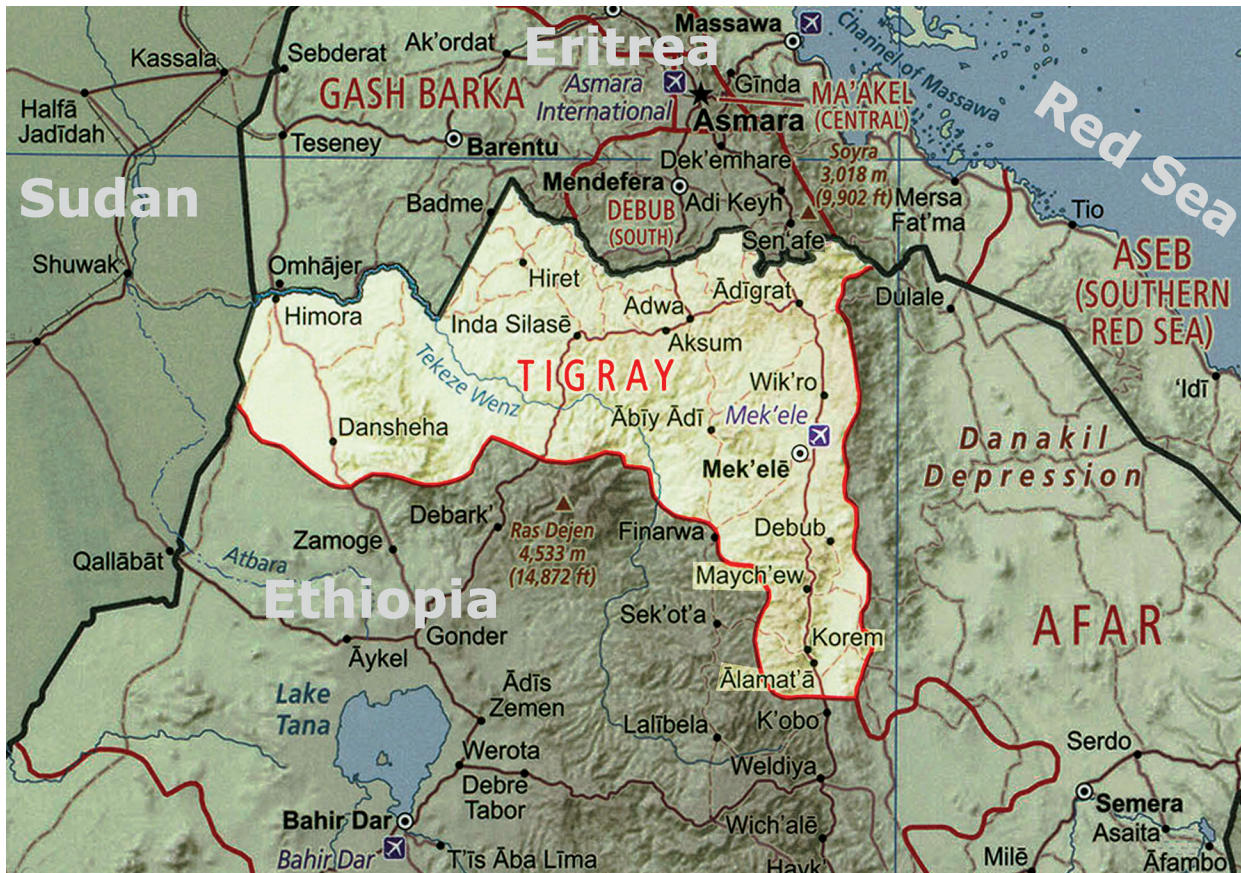 Massawa
Channel of Massawa
Kassala
Sebderat
Ak'ordat
Eritrea
Red Sea
Halfā
Jadīdah
GASH BARKA
Asmara
International
Gīnda
MA'AKEL
(CENTRAL)
Asmara
Teseney
Barentu
Dek'emhare
Soyra
3,018 m
(9,902 ft)
Sudan
Badme
Mendefera
Adi Keyh
DEBUB
(SOUTH)
Mersa
Fat'ma
Tio
Sen'afe
Shuwak
Omhājer
Hiret
Ādīgrat
Dulale
ASEB
(SOUTHERN
RED SEA)
Himora
Adwa
Inda Silasē
Aksum
TIGRAY
Tekeze Wenz
Wik'ro
'Idī
Dansheha
Ābīy Ādī
Mek'ele
Mek'elē
Danakil
Depression
Debark'
Ras Dejen
4,533 m
(14,872 ft)
Finarwa
Debub
Zamoge
Qallābāt
Atbara
Maych'ew
Ethiopia
Sek'ot'a
AFAR
Gonder
Korem
Āykel
Ālamat'ā
Lake
Tana
Ādīs
Zemen
Lalībela
K'obo
Werota
Serdo
Debre
Tabor
Weldiya
Semera
Bahir Dar
Wich'alē
Asaita
Bahir Dar
T'īs Āba Līma
Hayk'
Milē
Āfambo